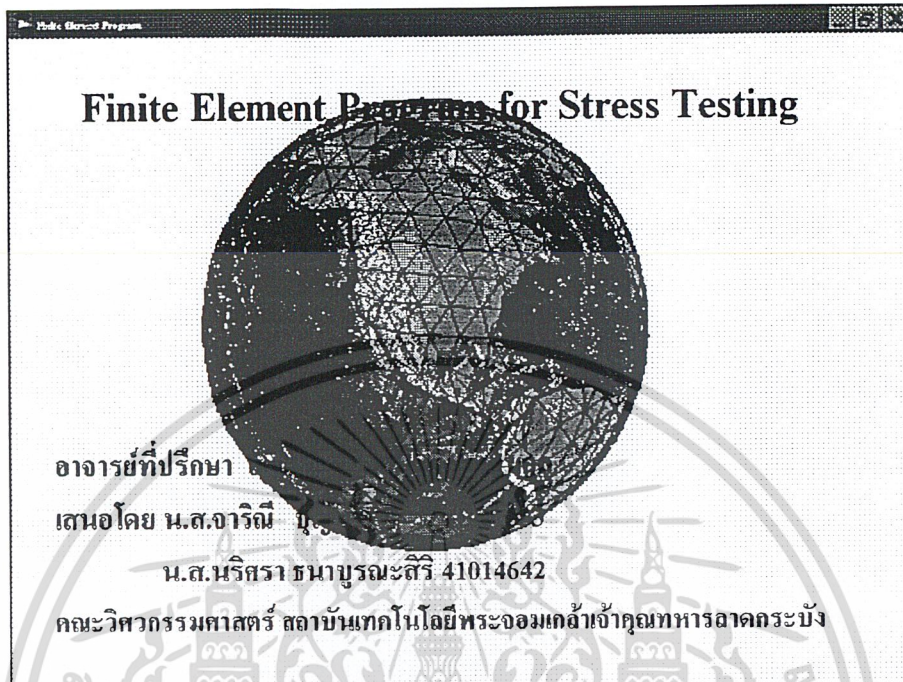 Finite Element Program
Finite Element Program for Stress Testing
อาจารย์ที่ปรึกษา
เสนอโดย น.ส.จาริณี
น.ส.นริศรา ธนาบูรณะสิริ 41014642
คณะวิศวกรรมศาสตร์ สถาบันเทคโนโลยีพระจอมเกล้าเจ้าคุณทหารลาดกระบัง